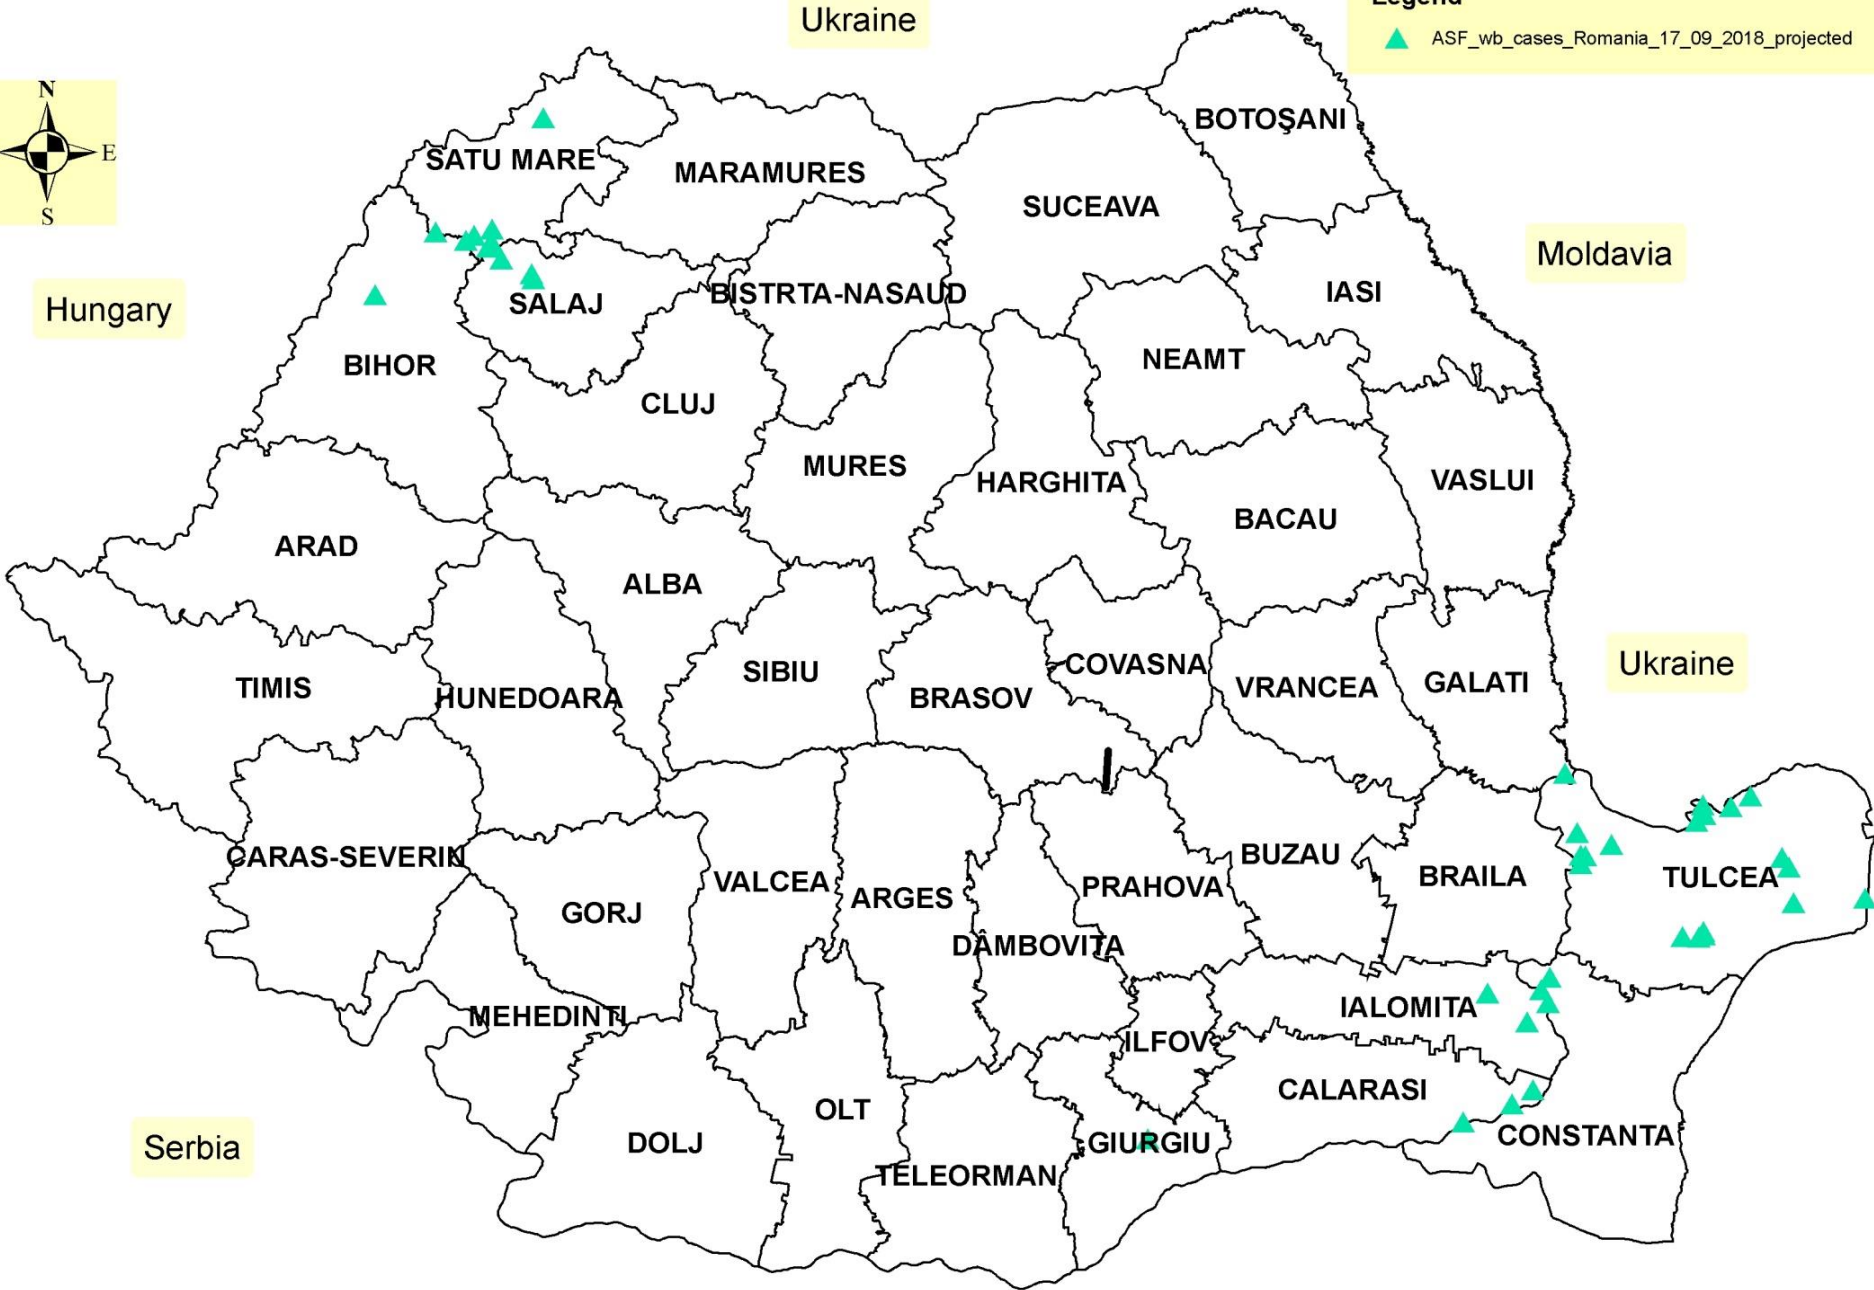 Ukraine
Legend
ASF_wb_cases_Romania_17_09_2018_projected
N
E
S
BOTOŞANI
SATU MARE
MARAMURES
SUCEAVA
Moldavia
Hungary
SALAJ
BISTRTA-NASAUD
IASI
BIHOR
NEAMT
CLUJ
MURES
HARGHITA
VASLUI
BACAU
ARAD
ALBA
COVASNA
Ukraine
SIBIU
TIMIS
HUNEDOARA
BRASOV
VRANCEA
GALATI
CARAS-SEVERIN
BUZAU
VALCEA
PRAHOVA
BRAILA
TULCEA
ARGES
GORJ
DÂMBOVITA
MEHEDINTI
IALOMITA
ILFOV
CALARASI
OLT
Serbia
DOLJ
GIURGIU
CONSTANTA
TELEORMAN